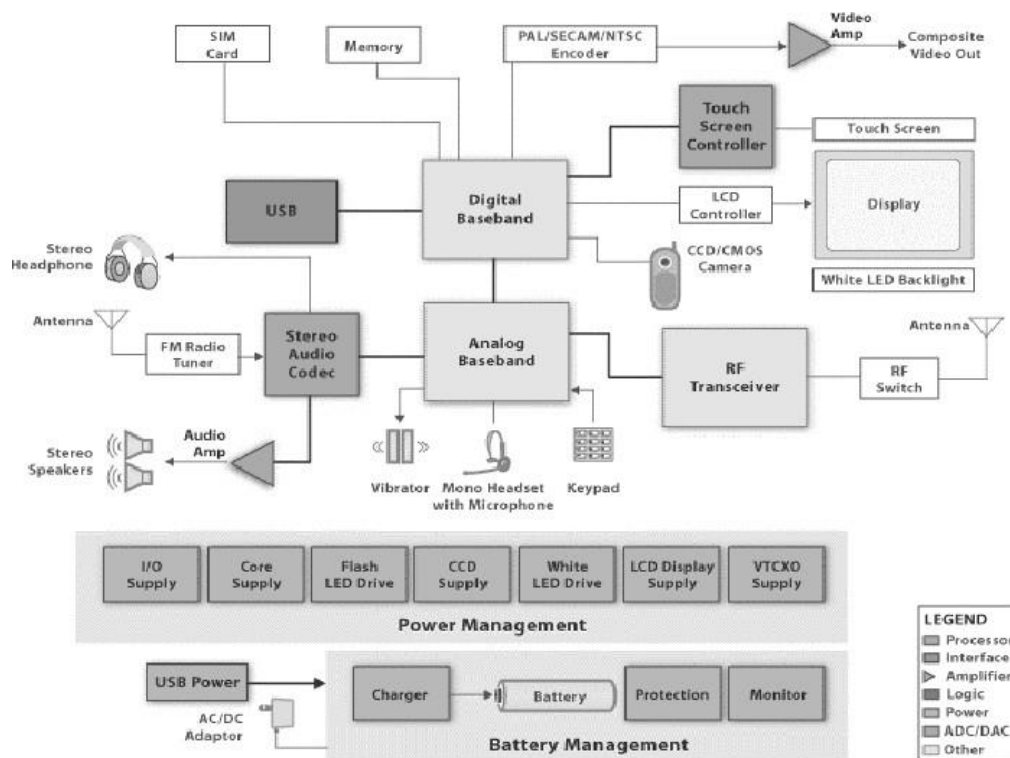 SIM
Card
Memory
PAL/SECAM/NTSC
Encoder
Video
Amp
Composite
Video Out
Touch
Screen
Controller
Touch Screen
USB
Digital
Baseband
LCD
Controller
Display
Stereo
Headphone
CCD/CMOS
Camera
White LED Backlight
Antenna
FM Radio
Tuner
Stereo
Audio
Codec
Analog
Baseband
RF
Transceiver
RF
Switch
Antenna
Stereo
Speakers
Audio
Amp
Vibrator
Mono Headset
with Microphone
Keypad
I/O
Supply
Core
Supply
Flash
LED Drive
CCD
Supply
White
LED Drive
LCD Display
Supply
VTCXO
Supply
Power Management
USB Power
AC/DC
Adaptor
Charger
Battery
Protection
Monitor
Battery Management
LEGEND
Processor
Interface
Amplifier
Logic
Power
ADC/DAC
Other